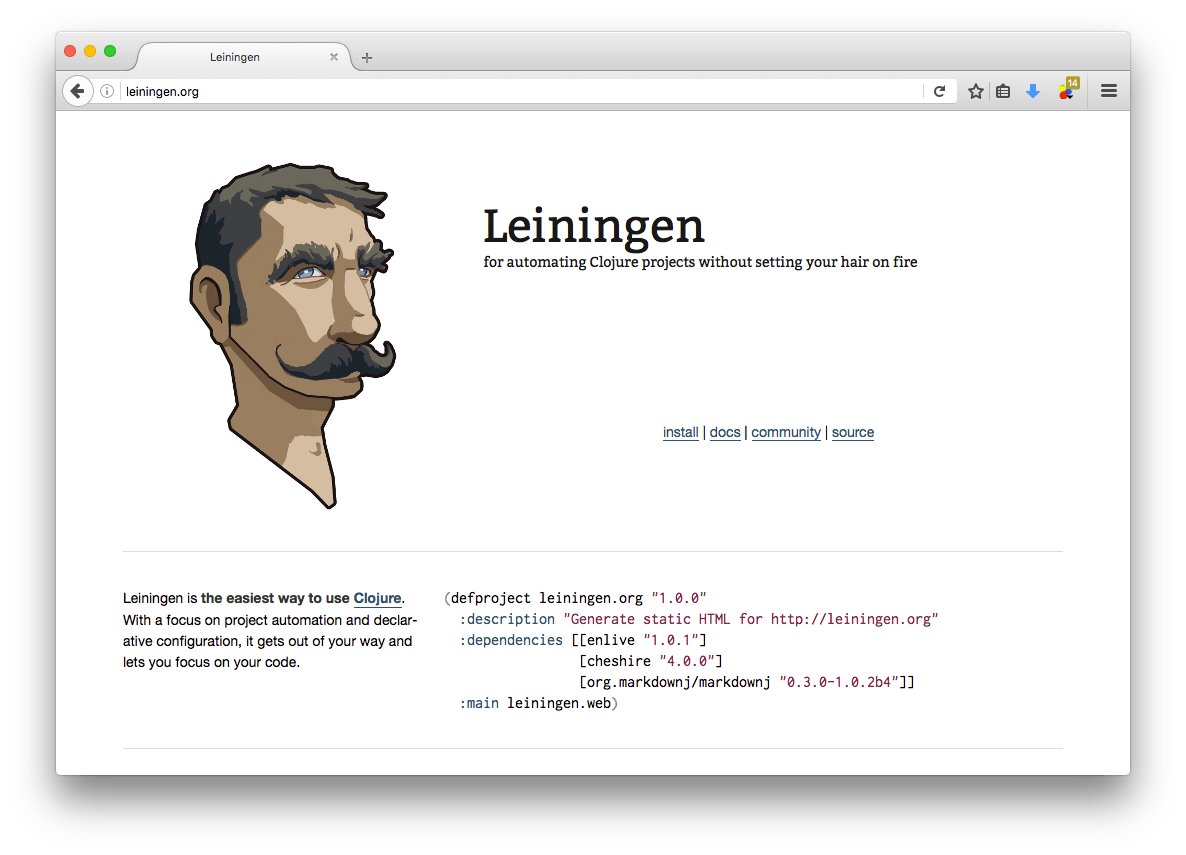 Leiningen
leiningen.org
14
Leiningen
for automating Clojure projects without setting your hair on fire
install | docs | community | source
Leiningen is the easiest way to use Clojure.
With a focus on project automation and declar-
ative configuration, it gets out of your way and
lets you focus on your code.
(defproject leiningen.org "1.0.0"
  :description "Generate static HTML for http://leiningen.org"
  :dependencies [[enlive "1.0.1"]
                 [cheshire "4.0.0"]
                 [org.markdownj/markdownj "0.3.0-1.0.2b4"]]
  :main leiningen.web)